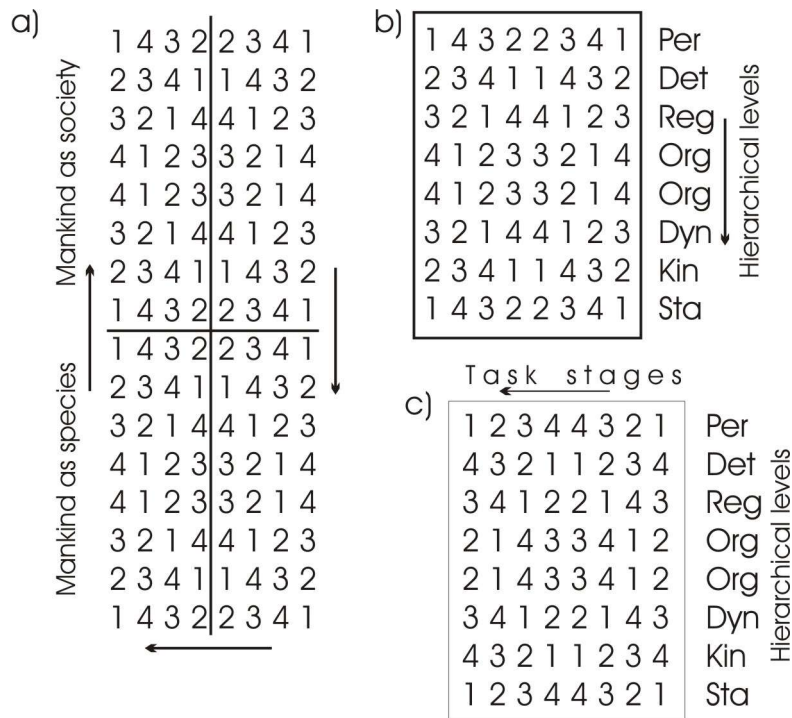 a)
Mankind as society
Mankind as species
1 4 3 2 2 3 4 1
2 3 4 1 1 4 3 2
3 2 1 4 4 1 2 3
4 1 2 3 3 2 1 4
4 1 2 3 3 2 1 4
3 2 1 4 4 1 2 3
2 3 4 1 1 4 3 2
1 4 3 2 2 3 4 1
1 4 3 2 2 3 4 1
2 3 4 1 1 4 3 2
3 2 1 4 4 1 2 3
4 1 2 3 3 2 1 4
4 1 2 3 3 2 1 4
3 2 1 4 4 1 2 3
2 3 4 1 1 4 3 2
1 4 3 2 2 3 4 1
b)
1 4 3 2 2 3 4 1 Per
2 3 4 1 1 4 3 2 Det
3 2 1 4 4 1 2 3 Reg
4 1 2 3 3 2 1 4 Org
4 1 2 3 3 2 1 4 Org
3 2 1 4 4 1 2 3 Dyn
2 3 4 1 1 4 3 2 Kin
1 4 3 2 2 3 4 1 Sta
Hierarchical levels
c)
Task stages
1 2 3 4 4 3 2 1 Per
4 3 2 1 1 2 3 4 Det
3 4 1 2 2 1 4 3 Reg
2 1 4 3 3 4 1 2 Org
2 1 4 3 3 4 1 2 Org
3 4 1 2 2 1 4 3 Dyn
4 3 2 1 1 2 3 4 Kin
1 2 3 4 4 3 2 1 Sta
Hierarchical levels